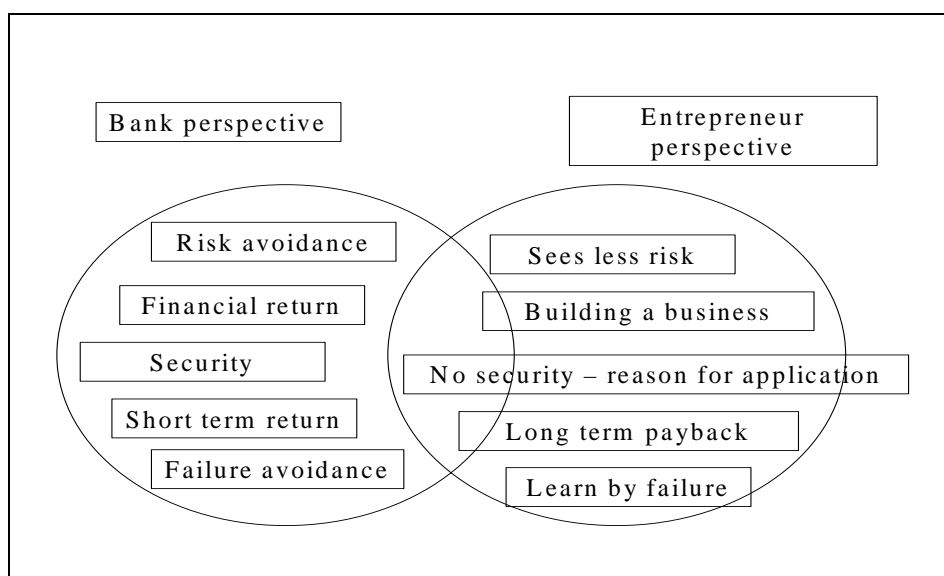 Bank perspective
Entrepreneur
perspective
Risk avoidance
Financial return
Security
Short term return
Failure avoidance
Sees less risk
Building a business
No security – reason for application
Long term payback
Learn by failure